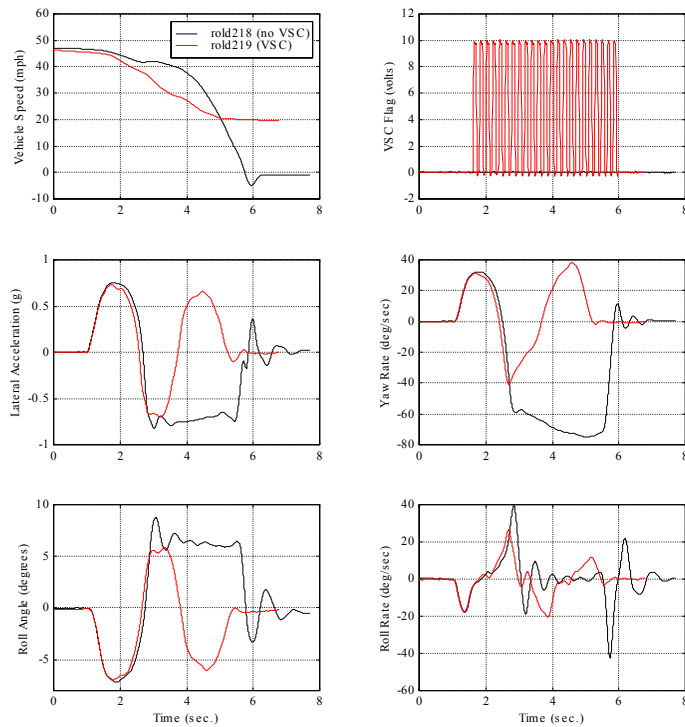 rold218 (no VSC)
rold219 (VSC)
60
50
40
30
20
10
0
-10
0 2 4 6 8
Vehicle Speed (mph)
12
10
8
6
4
2
0
-2
0 2 4 6 8
VSC Flag (volts)
1
0.5
0
-0.5
-1
0 2 4 6 8
Lateral Acceleration (g)
40
20
0
-20
-40
-60
-80
0 2 4 6 8
Yaw Rate (deg/sec)
10
5
0
-5
0 2 4 6 8
Roll Angle (degrees)
Time (sec.)
40
20
0
-20
-40
-60
0 2 4 6 8
Roll Rate (deg/sec)
Time (sec.)